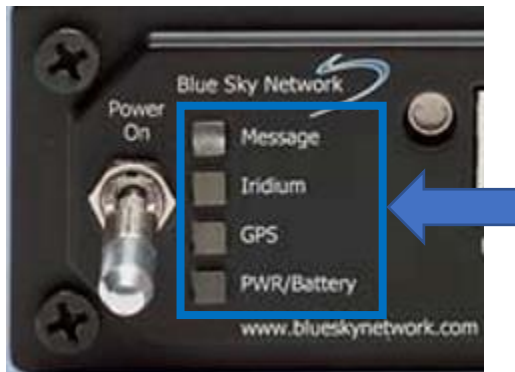 Blue Sky Network
Power
On
Message
Iridium
GPS
PWR/Battery
www.blueskynetwork.com